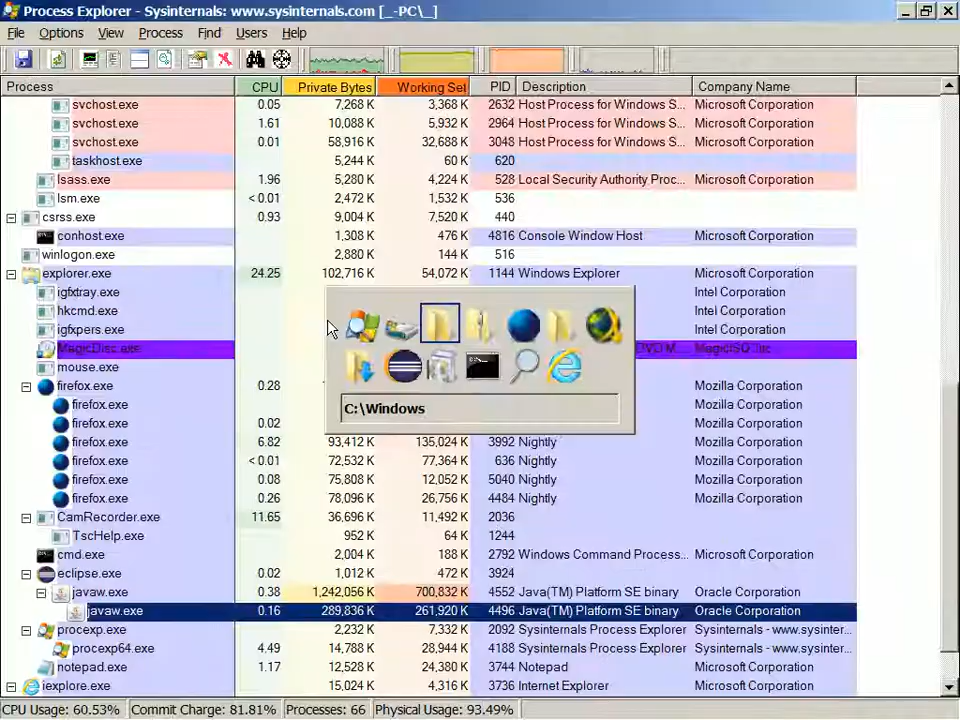 Process Explorer - Sysinternals: www.sysinternals.com [_-PC\_]
File Options View Process Find Users Help
Process CPU Private Bytes Working Set PID Description Company Name
svchost.exe 0.05 7,268 K 3,368 K 2632 Host Process for Windows S... Microsoft Corporation
svchost.exe 1.61 10,088 K 5,932 K 2964 Host Process for Windows S... Microsoft Corporation
svchost.exe 0.01 58,916 K 32,688 K 3048 Host Process for Windows S... Microsoft Corporation
taskhost.exe 5,244 K 60 K 620
lsass.exe 1.96 5,280 K 4,224 K 528 Local Security Authority Proc... Microsoft Corporation
lsm.exe < 0.01 2,472 K 1,532 K 536
csrss.exe 0.93 9,004 K 7,520 K 440
conhost.exe 1,308 K 476 K 4816 Console Window Host Microsoft Corporation
winlogon.exe 2,880 K 144 K 516
explorer.exe 24.25 102,716 K 54,072 K 1144 Windows Explorer Microsoft Corporation
igfxtray.exe Intel Corporation
hkcmd.exe Intel Corporation
igfxpers.exe Intel Corporation
MagicDisc.exe MagicISO, Inc.
mouse.exe
C:\Windows
firefox.exe 0.28 Mozilla Corporation
firefox.exe Mozilla Corporation
firefox.exe 0.02 Mozilla Corporation
firefox.exe 6.82 93,412 K 135,024 K 3992 Nightly Mozilla Corporation
firefox.exe < 0.01 72,532 K 77,364 K 636 Nightly Mozilla Corporation
firefox.exe 0.08 75,808 K 12,052 K 5040 Nightly Mozilla Corporation
firefox.exe 0.26 78,096 K 26,756 K 4484 Nightly Mozilla Corporation
CamRecorder.exe 11.65 36,696 K 11,492 K 2036
TscHelp.exe 952 K 64 K 1244
cmd.exe 2,004 K 188 K 2792 Windows Command Process... Microsoft Corporation
eclipse.exe 0.02 1,012 K 472 K 3924
javaw.exe 0.38 1,242,056 K 700,832 K 4552 Java(TM) Platform SE binary Oracle Corporation
javaw.exe 0.16 289,836 K 261,920 K 4496 Java(TM) Platform SE binary Oracle Corporation
procexp.exe 2,232 K 7,332 K 2092 Sysinternals Process Explorer Sysinternals - www.sysinter...
procexp64.exe 4.49 14,788 K 28,944 K 4188 Sysinternals Process Explorer Sysinternals - www.sysinter...
notepad.exe 1.17 12,528 K 24,380 K 3744 Notepad Microsoft Corporation
iexplore.exe 15,024 K 4,316 K 3736 Internet Explorer Microsoft Corporation
CPU Usage: 60.53% Commit Charge: 81.81% Processes: 66 Physical Usage: 93.49%